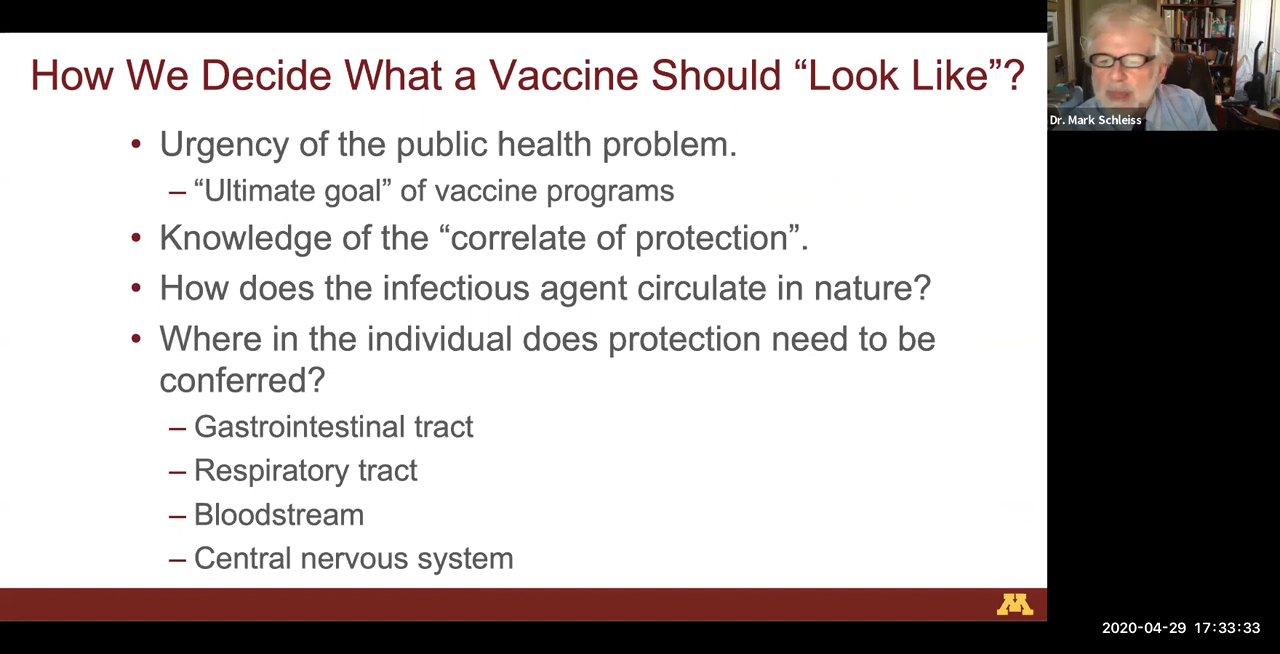 How We Decide What a Vaccine Should “Look Like”?
• Urgency of the public health problem.
– “Ultimate goal” of vaccine programs
• Knowledge of the “correlate of protection”.
• How does the infectious agent circulate in nature?
• Where in the individual does protection need to be
conferred?
– Gastrointestinal tract
– Respiratory tract
– Bloodstream
– Central nervous system
M
Dr. Mark Schleiss
2020-04-29 17:33:33